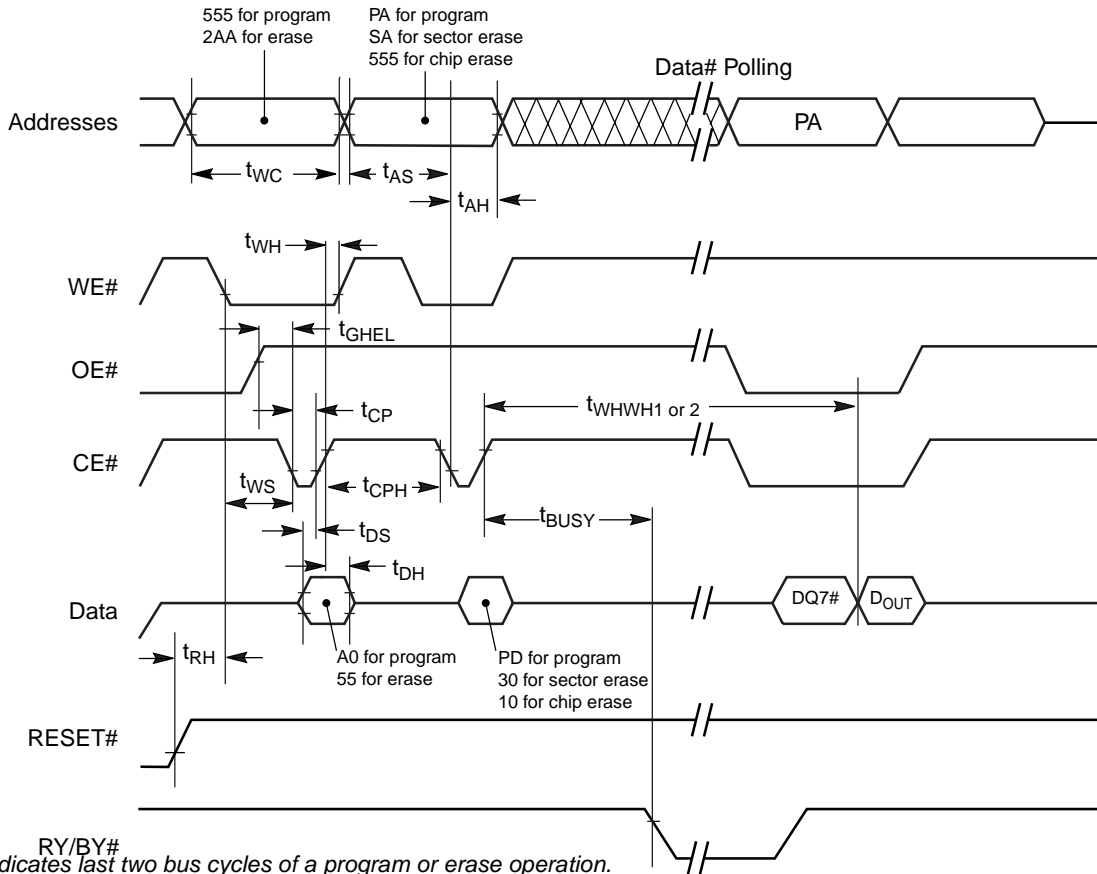 555 for program
2AA for erase
PA for program
SA for sector erase
555 for chip erase
Data# Polling
Addresses
PA
tWC
tAS
tAH
tWH
WE#
tGHEL
OE#
tWHWH1 or 2
tCP
CE#
tWS
tCPH
tBUSY
tDS
tDH
Data
DQ7#
DOUT
tRH
A0 for program
55 for erase
PD for program
30 for sector erase
10 for chip erase
RESET#
RY/BY#
dicates last two bus cycles of a program or erase operation.